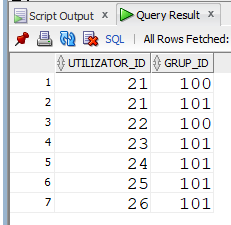 Script Output x Query Result x
SQL | All Rows Fetched:
UTILIZATOR_ID GRUP_ID
1 21 100
2 21 101
3 22 100
4 23 101
5 24 101
6 25 101
7 26 101